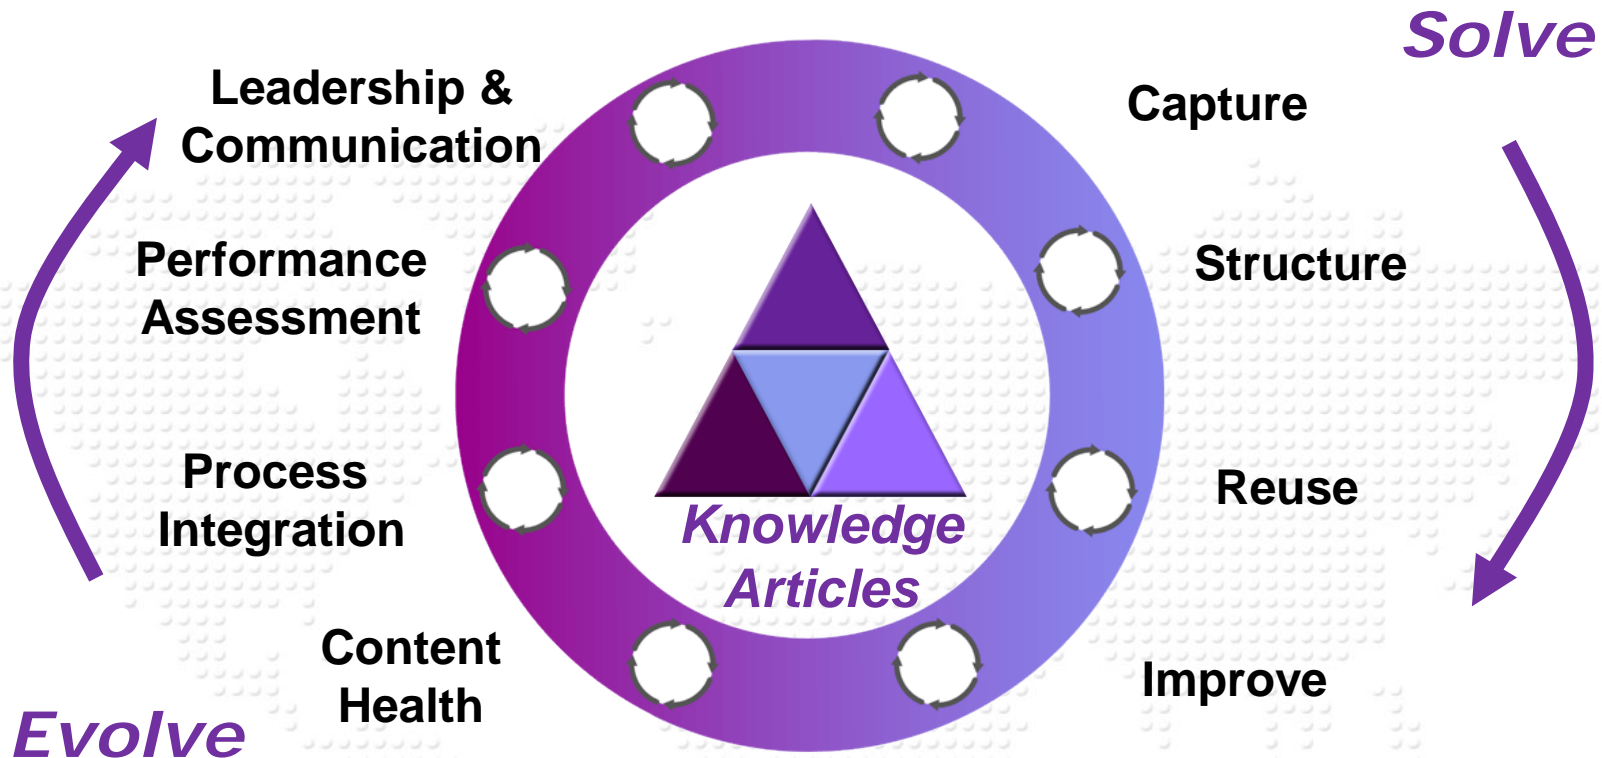 Solve
Leadership &
Communication
Capture
Performance
Assessment
Structure
Process
Integration
Reuse
Knowledge
Articles
Content
Health
Improve
Evolve